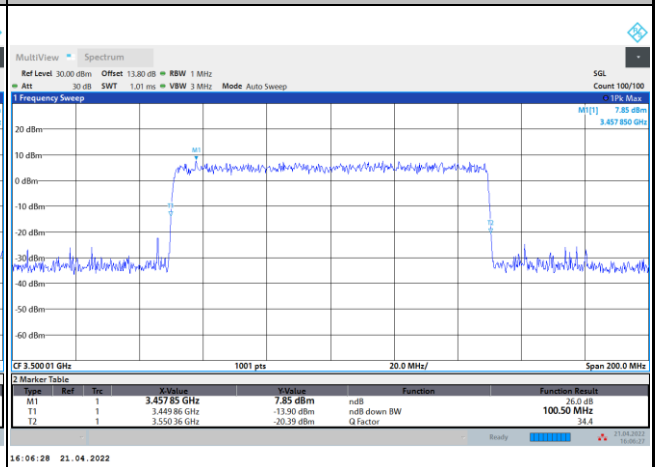 MultiView Spectrum
Ref Level 30.00 dBm Offset 13.80 dB RBW 1 MHz SGL
Att 30 dB SWT 1.01 ms VBW 3 MHz Mode Auto Sweep Count 100/100
1 Frequency Sweep 1Pk Max
M1[1] 7.85 dBm
3.457 850 GHz
20 dBm
M1
10 dBm
0 dBm
-10 dBm
T1
T2
-20 dBm
-30 dBm
-40 dBm
-50 dBm
-60 dBm
CF 3.500 01 GHz 1001 pts 20.0 MHz/ Span 200.0 MHz
2 Marker Table
Type Ref Trc X-Value Y-Value Function Function Result
M1 1 3.457 85 GHz 7.85 dBm ndB 26.0 dB
T1 1 3.449 86 GHz -13.90 dBm ndB down BW 100.50 MHz
T2 1 3.550 36 GHz -20.39 dBm Q Factor 34.4
Ready 21.04.2022
16:06:27
16:06:28 21.04.2022